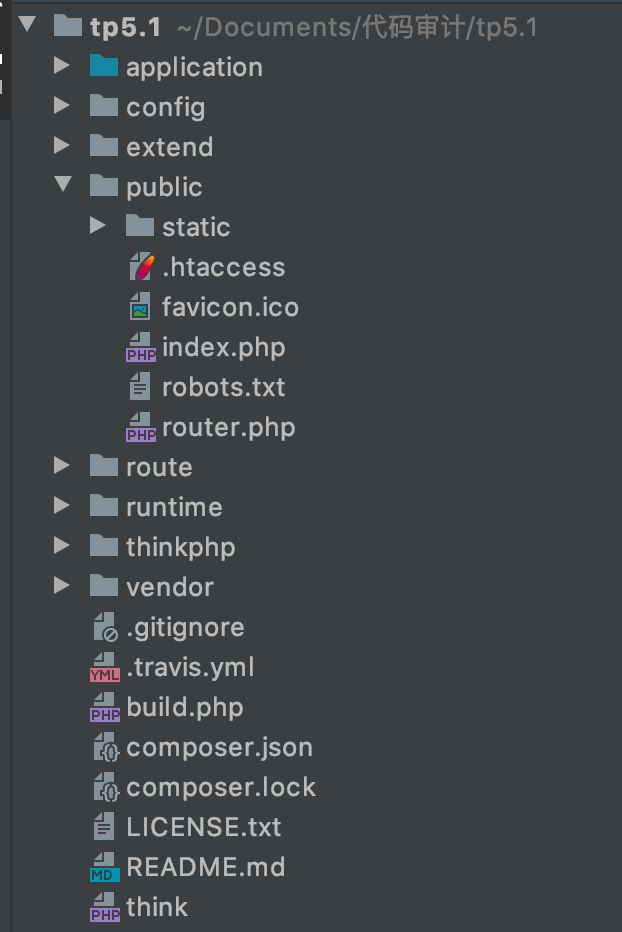 tp5.1 ~/Documents/代码审计/tp5.1
application
config
extend
public
static
.htaccess
favicon.ico
PHP index.php
robots.txt
PHP router.php
route
runtime
thinkphp
vendor
.gitignore
YML .travis.yml
PHP build.php
composer.json
composer.lock
LICENSE.txt
MD README.md
PHP think